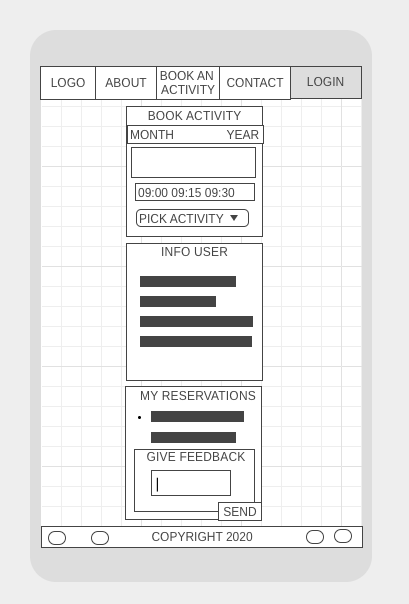 LOGO
ABOUT
BOOK AN
ACTIVITY
CONTACT
LOGIN
BOOK ACTIVITY
MONTH YEAR
09:00 09:15 09:30
PICK ACTIVITY
INFO USER
MY RESERVATIONS
GIVE FEEDBACK
SEND
COPYRIGHT 2020